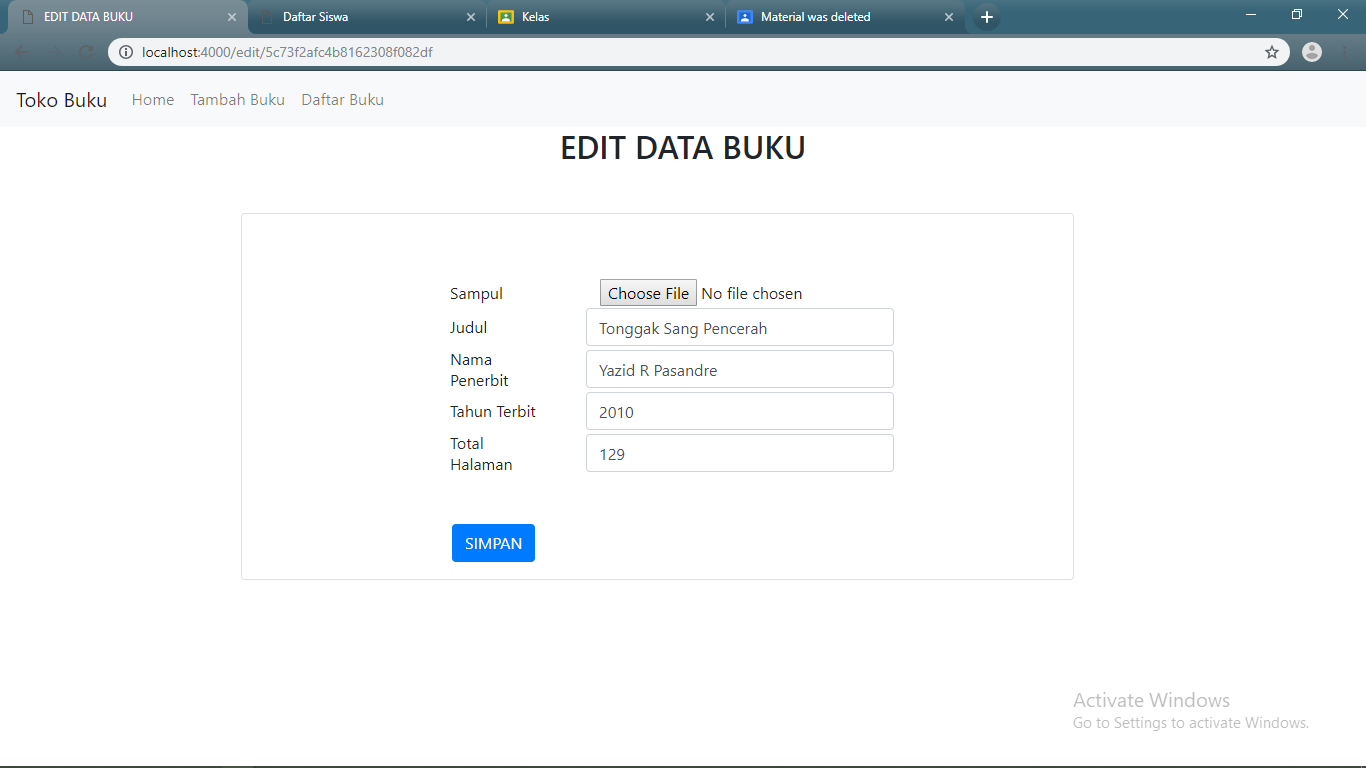 EDIT DATA BUKU
Daftar Siswa
Kelas
Material was deleted
localhost:4000/edit/5c73f2afc4b8162308f082df
Toko Buku Home Tambah Buku Daftar Buku
EDIT DATA BUKU
Sampul Choose File No file chosen
Judul Tonggak Sang Pencerah
Nama
Penerbit Yazid R Pasandre
Tahun Terbit 2010
Total
Halaman 129
SIMPAN
Activate Windows
Go to Settings to activate Windows.